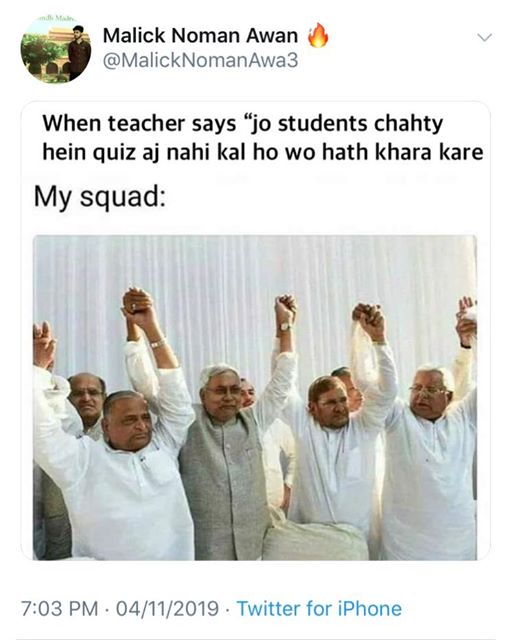 Malick Noman Awan 🔥
@MalickNomanAwa3
When teacher says “jo students chahty
hein quiz aj nahi kal ho wo hath khara kare
My squad:
7:03 PM · 04/11/2019 · Twitter for iPhone